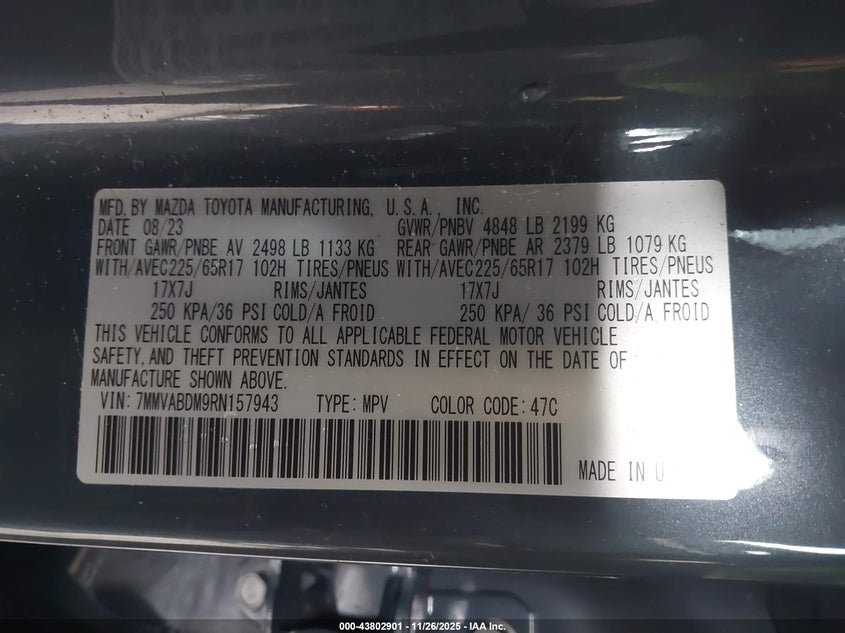 MFD. BY MAZDA TOYOTA MANUFACTURING, U.S.A. INC.
DATE 08/23 GVWR/PNBV 4848 LB 2199 KG
FRONT GAWR/PNBE AV 2498 LB 1133 KG REAR GAWR/PNBE AR 2379 LB 1079 KG
WITH/AVEC225/65R17 102H TIRES/PNEUS WITH/AVEC225/65R17 102H TIRES/PNEUS
17X7J RIMS/JANTES 17X7J RIMS/JANTES
250 KPA/36 PSI COLD/A FROID 250 KPA/ 36 PSI COLD/A FROID
THIS VEHICLE CONFORMS TO ALL APPLICABLE FEDERAL MOTOR VEHICLE
SAFETY, AND THEFT PREVENTION STANDARDS IN EFFECT ON THE DATE OF
MANUFACTURE SHOWN ABOVE.
VIN: 7MMVABDM9RN157943 TYPE: MPV COLOR CODE: 47C
MADE IN U
000-43802901 - 11/26/2025 - IAA Inc.